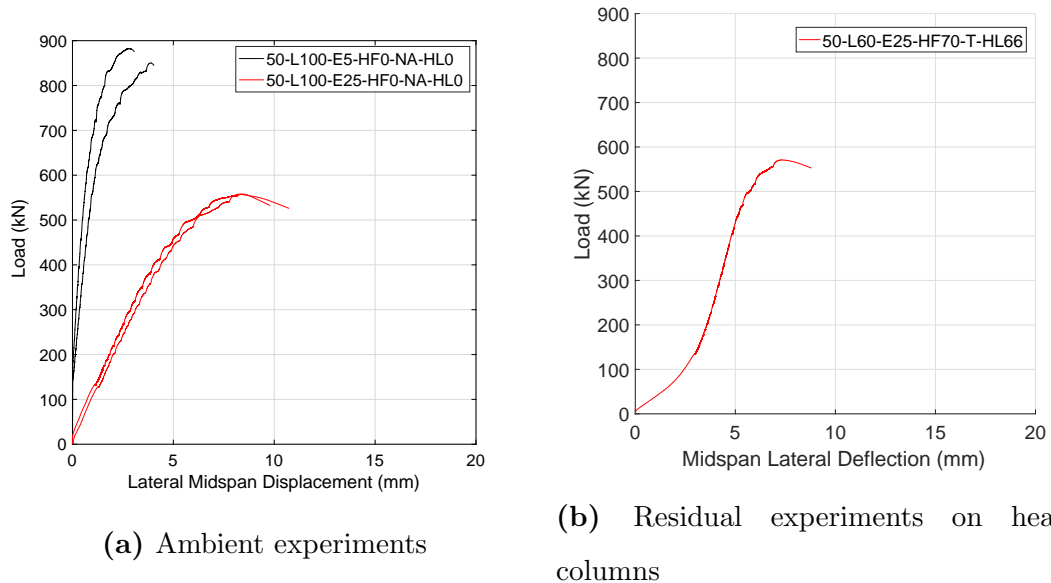 900
800
700
600
500
400
300
200
100
0
0 5 10 15 20
Load (kN)
Lateral Midspan Displacement (mm)
50-L100-E5-HF0-NA-HL0
50-L100-E25-HF0-NA-HL0
(a) Ambient experiments
900
800
700
600
500
400
300
200
100
0
0 5 10 15 20
Load (kN)
Midspan Lateral Deflection (mm)
50-L60-E25-HF70-T-HL66
(b) Residual experiments on hea
columns